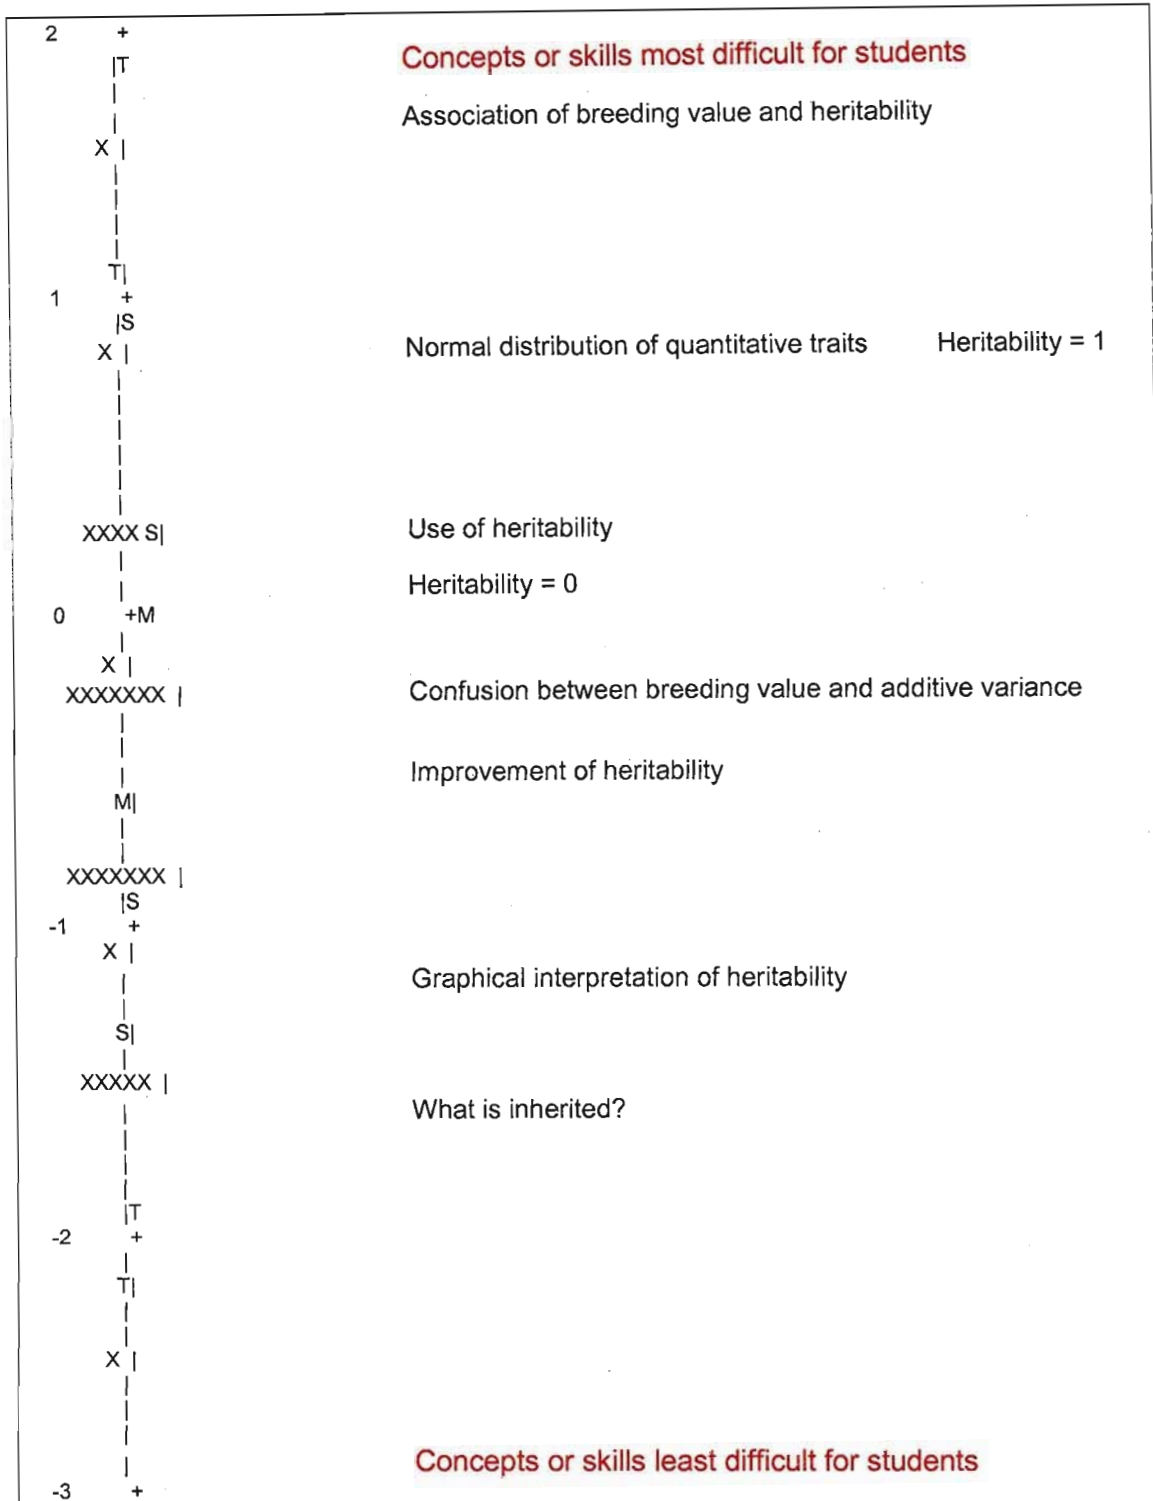 2 +
|T Concepts or skills most difficult for students
|
| Association of breeding value and heritability
X |
|
|
|
|
T|
1 +
|S
X | Normal distribution of quantitative traits Heritability = 1
|
|
|
|
|
|
XXXX S| Use of heritability
|
| Heritability = 0
0 +M
|
X |
XXXXXXX | Confusion between breeding value and additive variance
|
|
| Improvement of heritability
M|
|
|
XXXXXXX |
|S
-1 +
X |
| Graphical interpretation of heritability
|
S|
|
XXXXX |
| What is inherited?
|
|
|
|T
-2 +
|
T|
|
|
X |
|
|
|
| Concepts or skills least difficult for students
-3 +